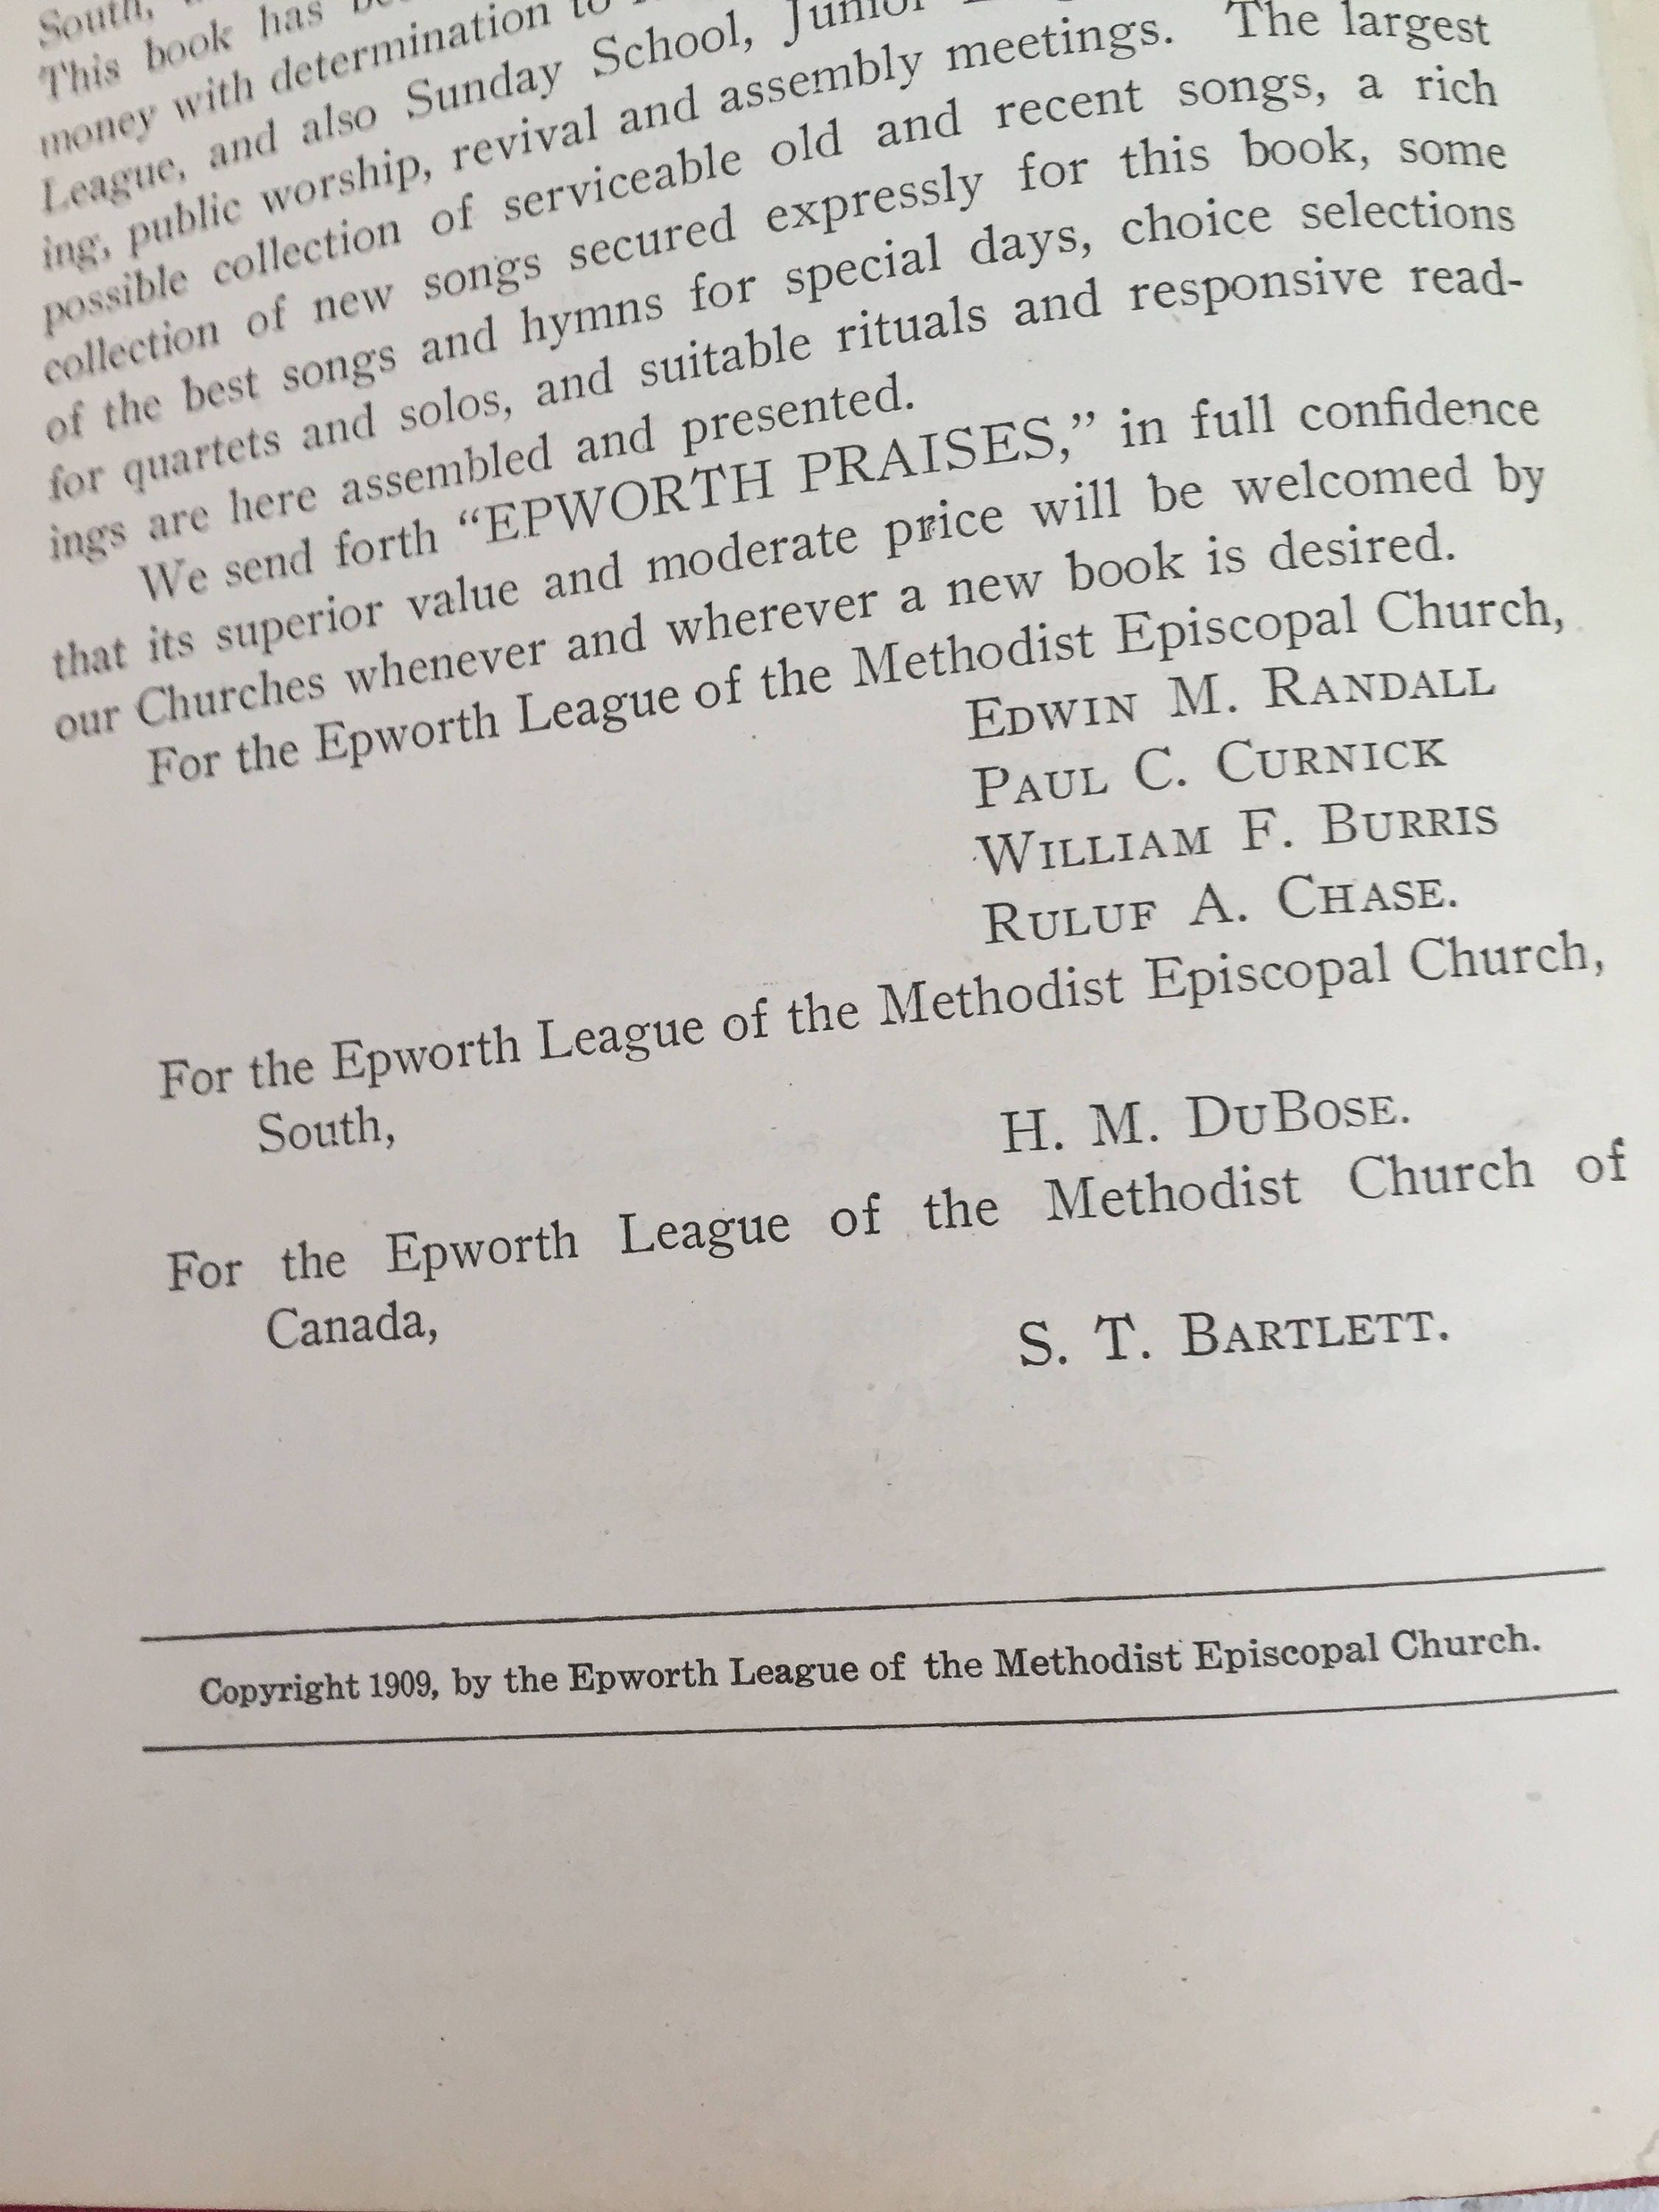 South,
This book has
money with determination to
League, and also Sunday School, Junior
ing, public worship, revival and assembly meetings. The largest
possible collection of serviceable old and recent songs, a rich
collection of new songs secured expressly for this book, some
of the best songs and hymns for special days, choice selections
for quartets and solos, and suitable rituals and responsive read-
ings are here assembled and presented.
We send forth “EPWORTH PRAISES,” in full confidence
that its superior value and moderate price will be welcomed by
our Churches whenever and wherever a new book is desired.
For the Epworth League of the Methodist Episcopal Church,
EDWIN M. RANDALL
PAUL C. CURNICK
WILLIAM F. BURRIS
RULUF A. CHASE.
For the Epworth League of the Methodist Episcopal Church,
South,
H. M. DUBOSE.
For the Epworth League of the Methodist Church of
Canada,
S. T. BARTLETT.
Copyright 1909, by the Epworth League of the Methodist Episcopal Church.